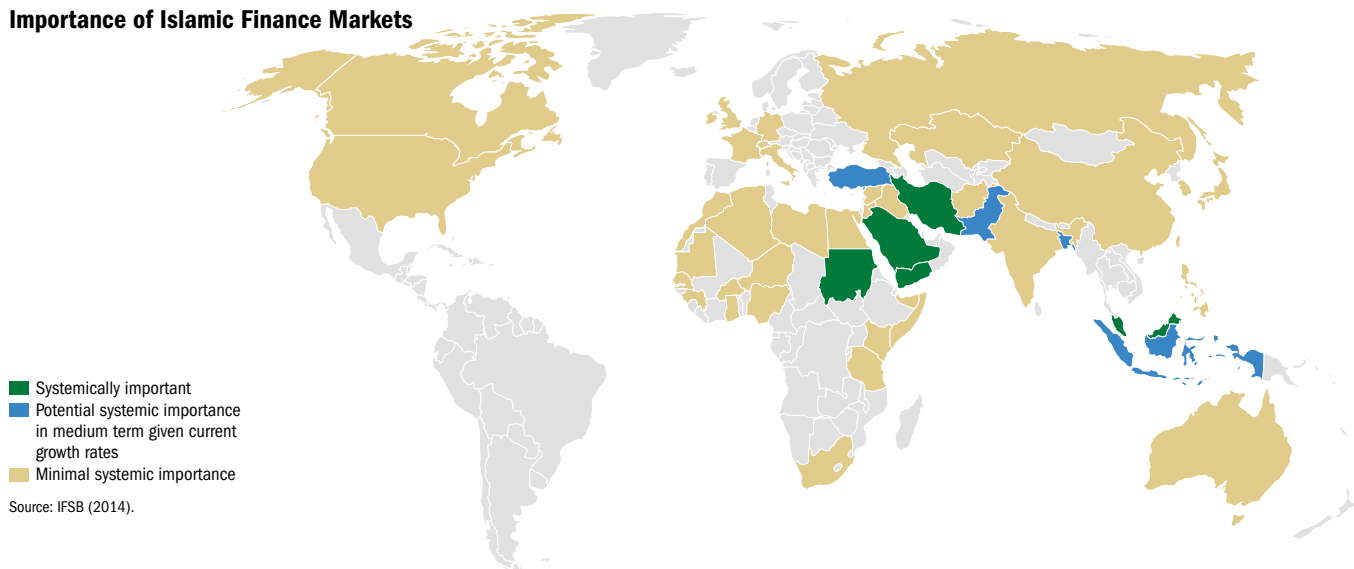 Importance of Islamic Finance Markets
Systemically important
Potential systemic importance
in medium term given current
growth rates
Minimal systemic importance
Source: IFSB (2014).